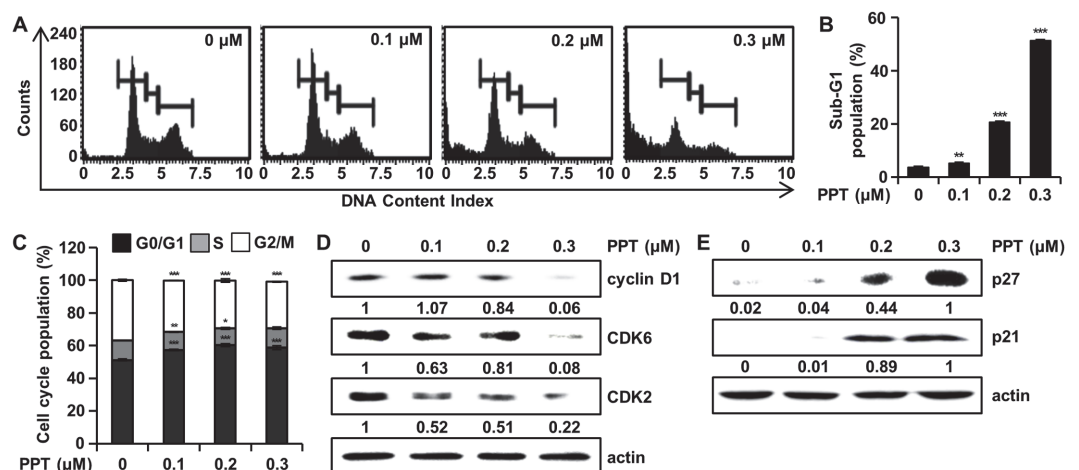 A
240
180
120
60
0
Counts
0 µM
0.1 µM
0.2 µM
0.3 µM
0 2.5 5 7.5 10
0 2.5 5 7.5 10
0 2.5 5 7.5 10
0 2.5 5 7.5 10
DNA Content Index
B
Sub-G1
population (%)
60
40
20
0
***
***
**
PPT (µM) 0 0.1 0.2 0.3
C
G0/G1 S G2/M
Cell cycle population (%)
120
100
80
60
40
20
0
*** *** ***
** *
*** *** ***
PPT (µM) 0 0.1 0.2 0.3
D
0 0.1 0.2 0.3 PPT (µM)
cyclin D1
1 1.07 0.84 0.06
CDK6
1 0.63 0.81 0.08
CDK2
1 0.52 0.51 0.22
actin
E
0 0.1 0.2 0.3 PPT (µM)
p27
0.02 0.04 0.44 1
p21
0 0.01 0.89 1
actin